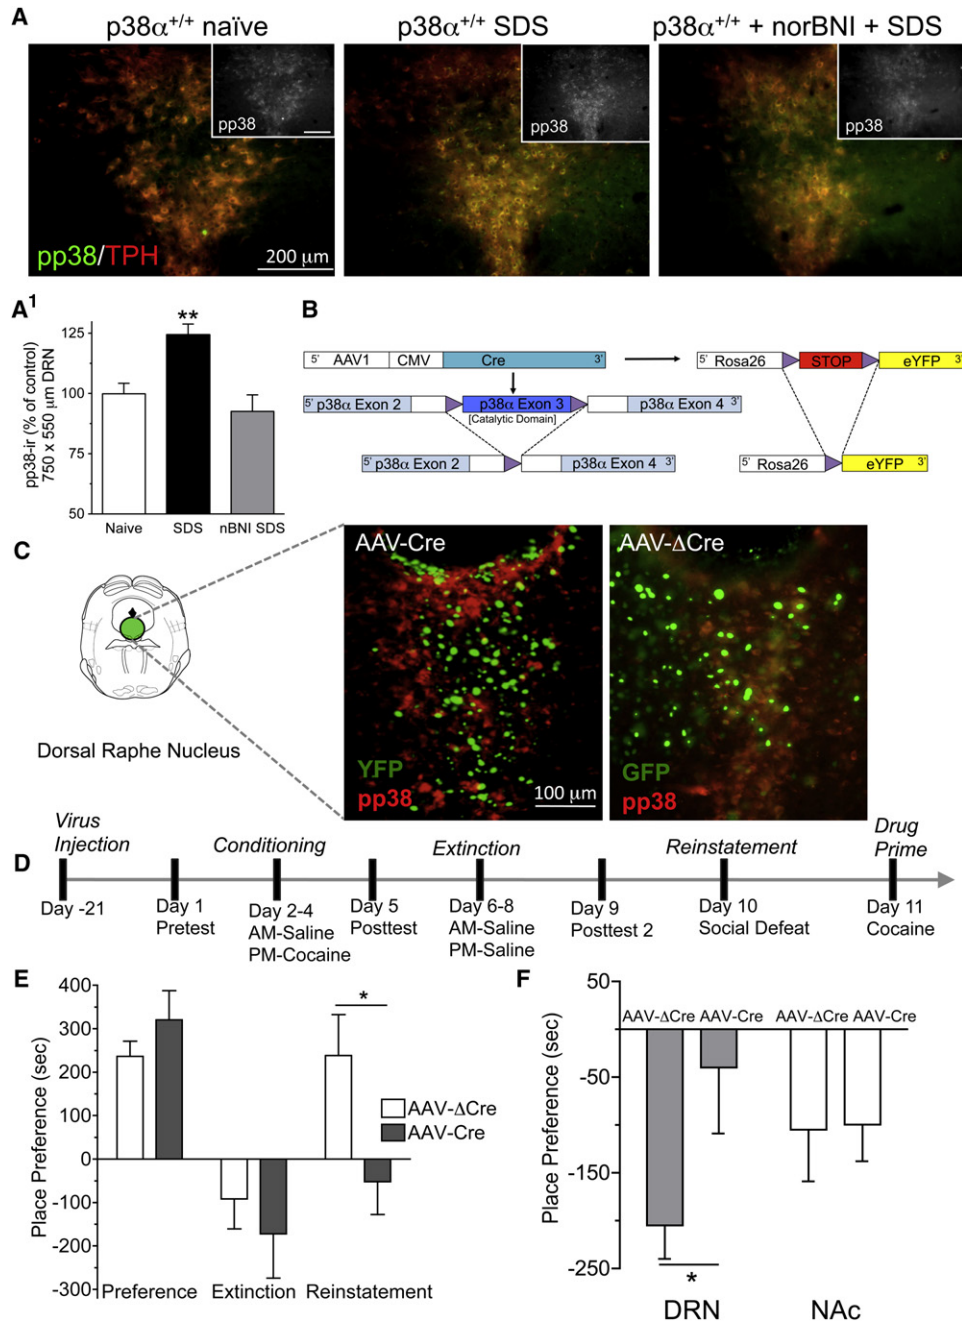 A
p38α+/+ naïve
p38α+/+ SDS
p38α+/+ + norBNI + SDS
pp38
pp38
pp38
pp38/TPH
200 μm
A1
pp38-ir (% of control)
750 x 550 μm DRN
125
100
75
50
**
Naive
SDS
nBNI SDS
B
5' AAV1 CMV Cre 3'
5' Rosa26 STOP eYFP 3'
5' p38α Exon 2 p38α Exon 3 p38α Exon 4 3'
[Catalytic Domain]
5' p38α Exon 2 p38α Exon 4 3'
5' Rosa26 eYFP 3'
C
Dorsal Raphe Nucleus
AAV-Cre
YFP
pp38
100 μm
AAV-ΔCre
GFP
pp38
D
Virus
Injection
Conditioning
Extinction
Reinstatement
Drug
Prime
Day -21
Day 1
Pretest
Day 2-4
AM-Saline
PM-Cocaine
Day 5
Posttest
Day 6-8
AM-Saline
PM-Saline
Day 9
Posttest 2
Day 10
Social Defeat
Day 11
Cocaine
E
Place Preference (sec)
400
300
200
100
0
-100
-200
-300
*
AAV-ΔCre
AAV-Cre
Preference
Extinction
Reinstatement
F
Place Preference (sec)
50
-50
-150
-250
AAV-ΔCre
AAV-Cre
AAV-ΔCre
AAV-Cre
*
DRN
NAc